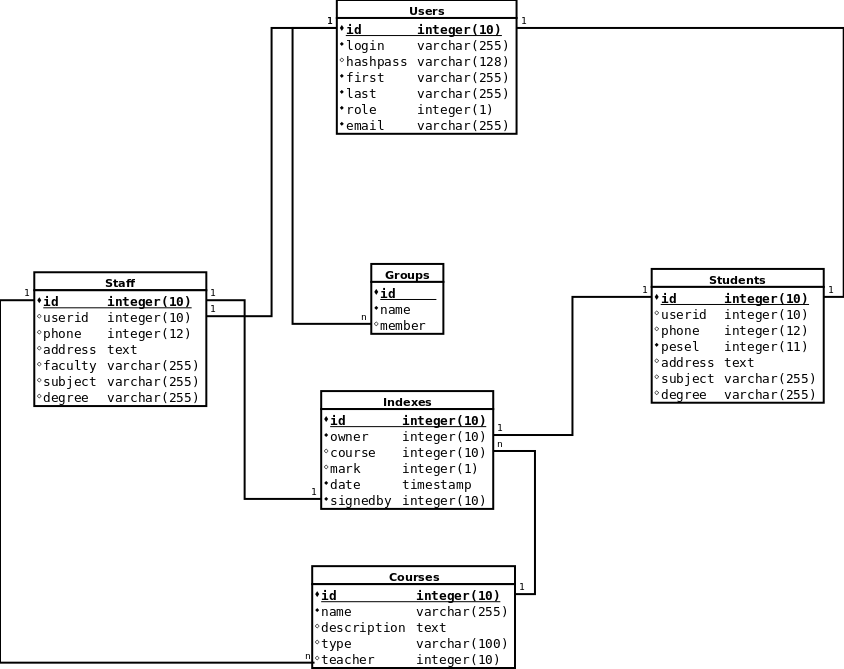 Users
1
id integer(10)
1
login varchar(255)
hashpass varchar(128)
first varchar(255)
last varchar(255)
role integer(1)
email varchar(255)
Groups
id
name
n
member
Staff
1
id integer(10)
1
userid integer(10)
1
phone integer(12)
address text
faculty varchar(255)
subject varchar(255)
degree varchar(255)
Students
1
id integer(10)
1
userid integer(10)
phone integer(12)
pesel integer(11)
address text
subject varchar(255)
degree varchar(255)
Indexes
id integer(10)
owner integer(10)
1
course integer(10)
n
mark integer(1)
date timestamp
1
signedby integer(10)
Courses
id integer(10)
1
name varchar(255)
description text
type varchar(100)
n
teacher integer(10)